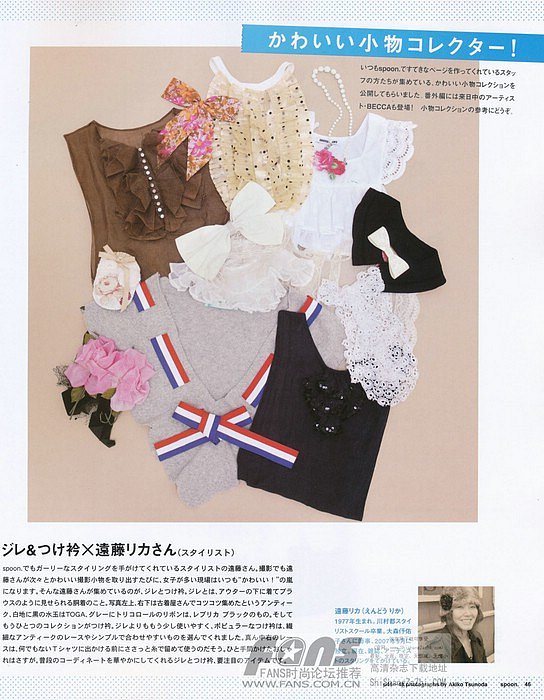 かわいい小物コレクター！
いつもspoon.ですてきなページを作ってくれているスタッ
フの方たちが集めている、かわいい小物コレクションを
公開してもらいました。番外編には来日中のアーティス
ト・BECCAも登場！ 小物コレクションの参考にどうぞ。
ジレ&つけ衿×遠藤リカさん(スタイリスト)
spoon.でもガーリーなスタイリングを手がけてくれているスタイリストの遠藤さん。撮影でも遠
藤さんが次々とかわいい撮影小物を取り出すたびに、女子が多い現場はいつも“かわいい！”の嵐
になります。そんな遠藤さんが集めているのが、ジレとつけ衿。ジレとは、アウターの下に着てブラ
ウスのように見せられる胴着のこと。写真左上、右下は古着屋さんでコツコツ集めたというアンティー
ク、白地に黒の水玉はTOGA、グレーにトリコロールのリボンは、レプリカ ブラックのもの。そして
もうひとつのコレクションがつけ衿。ジレよりももう少し使いやすく、ポピュラーなつけ衿は、繊
細なアンティークのレースやシンプルで合わせやすいものを選んでくれました。真ん中右のレー
スは、何でもないTシャツに出かける前にささっと糸で留めて使うのだそう。ひと手間かけたおしゃ
れはさすが。普段のコーディネートを華やかにしてくれるジレとつけ衿、要注目のアイテムです。
遠藤リカ(えんどうりか)
1977年生まれ。川村都スタイ
リストスクール卒業。大森伃佑
子さんに師事。
p46-48 photographs by Akiko Tsunoda
spoon. 46
FANS
FANS时尚论坛推荐
WWW.FANS.COM.CN
高清杂志下载地址
ShiShangZaZhi.COM